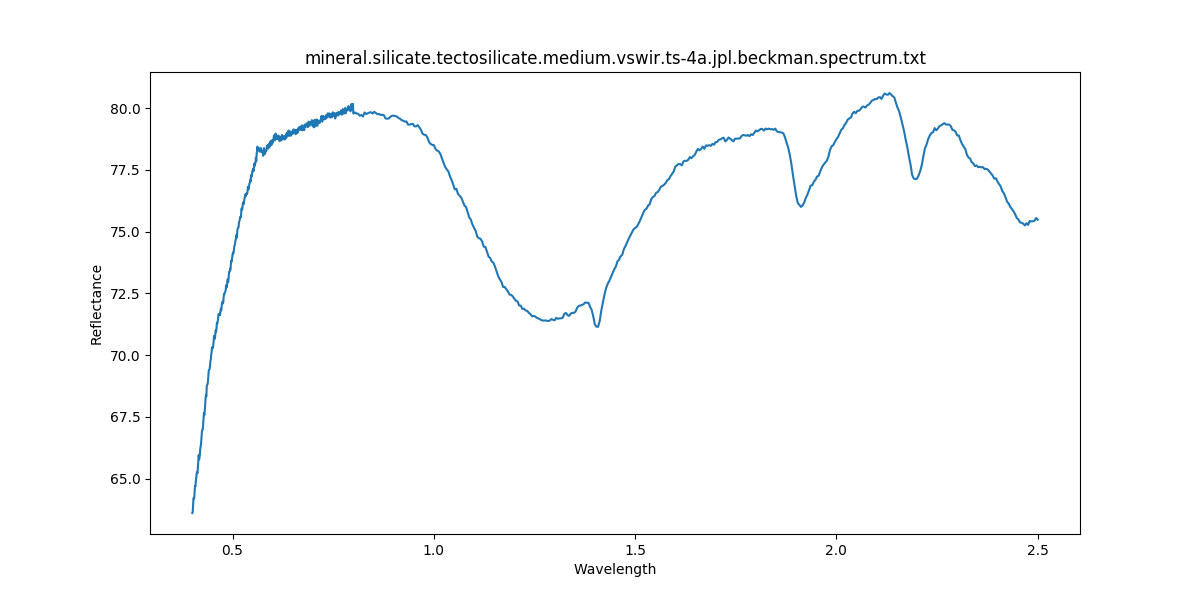 mineral.silicate.tectosilicate.medium.vswir.ts-4a.jpl.beckman.spectrum.txt
80.0
77.5
75.0
72.5
70.0
67.5
65.0
Reflectance
0.5 1.0 1.5 2.0 2.5
Wavelength